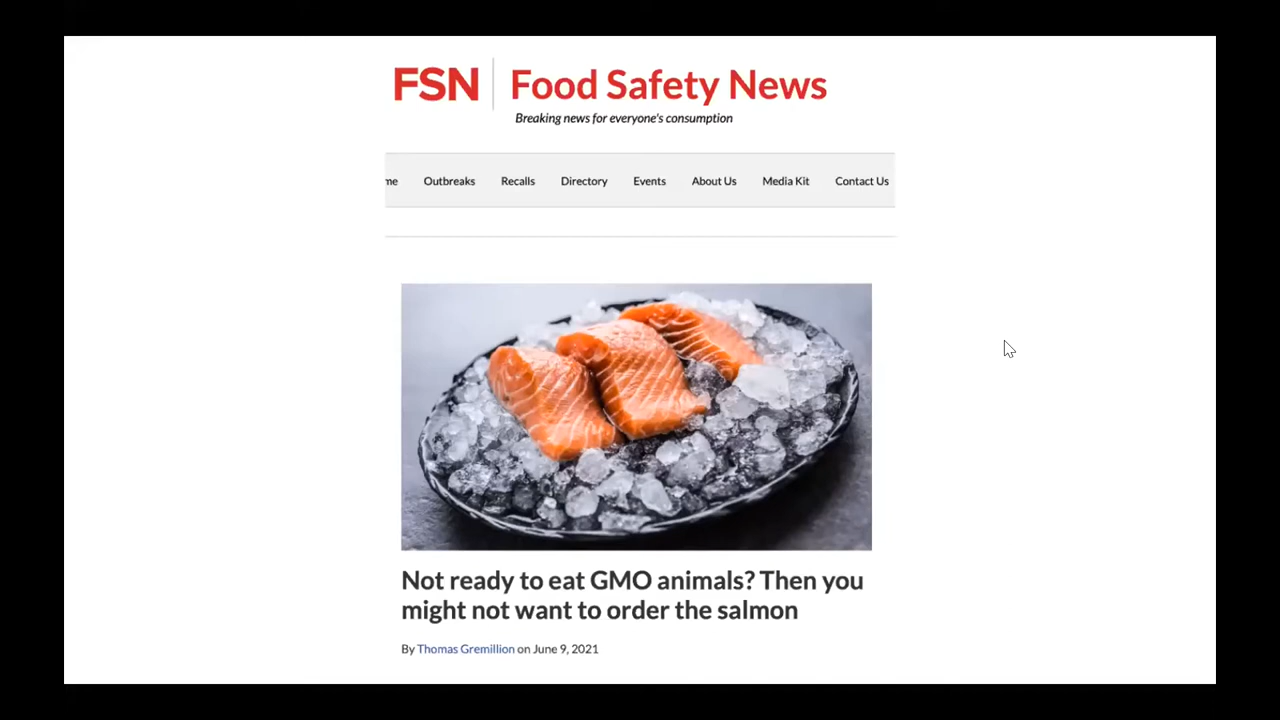 FSN | Food Safety News
Breaking news for everyone's consumption
me Outbreaks Recalls Directory Events About Us Media Kit Contact Us
Not ready to eat GMO animals? Then you
might not want to order the salmon
By Thomas Gremillion on June 9, 2021